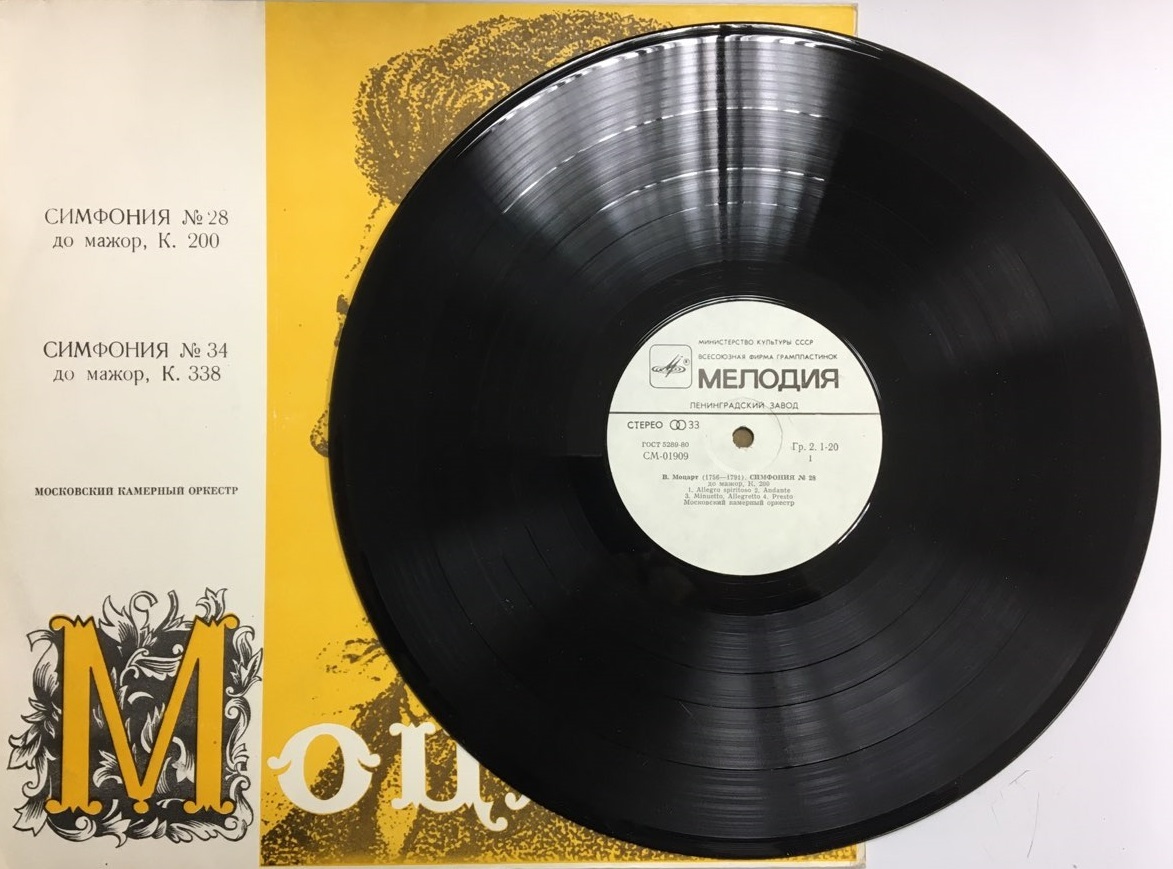 СИМФОНИЯ № 28
до мажор, К. 200
СИМФОНИЯ № 34
до мажор, К. 338
МОСКОВСКИЙ КАМЕРНЫЙ ОРКЕСТР
Моц
МИНИСТЕРСТВО КУЛЬТУРЫ СССР
ВСЕСОЮЗНАЯ ФИРМА ГРАМПЛАСТИНОК
МЕЛОДИЯ
ЛЕНИНГРАДСКИЙ ЗАВОД
СТЕРЕО 33
ГОСТ 5289-80
СМ-01909
Гр. 2. 1-20
1
В. Моцарт (1756—1791). СИМФОНИЯ № 28
до мажор, К. 200
1. Allegro spirituoso 2. Andante
3. Minuetto, Allegretto 4. Presto
Московский камерный оркестр